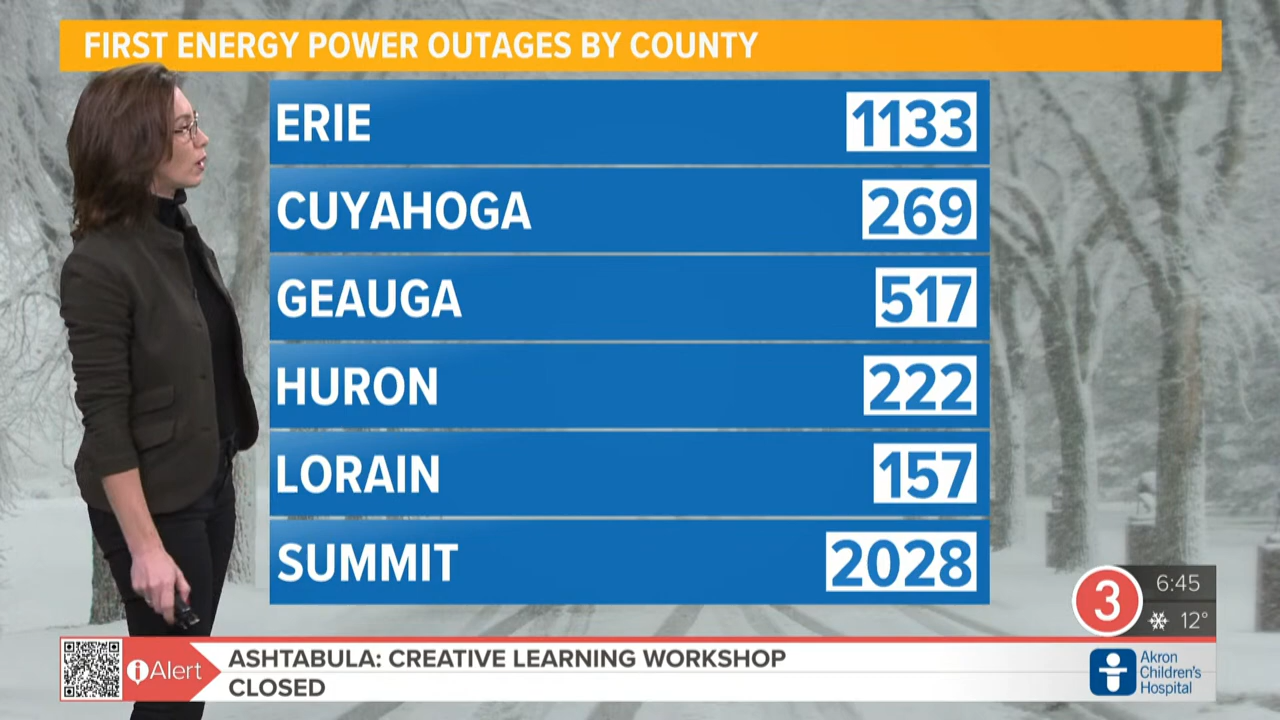 FIRST ENERGY POWER OUTAGES BY COUNTY
ERIE 1133
CUYAHOGA 269
GEAUGA 517
HURON 222
LORAIN 157
SUMMIT 2028
3
6:45
12°
iAlert
ASHTABULA: CREATIVE LEARNING WORKSHOP
CLOSED
Akron
Children's
Hospital